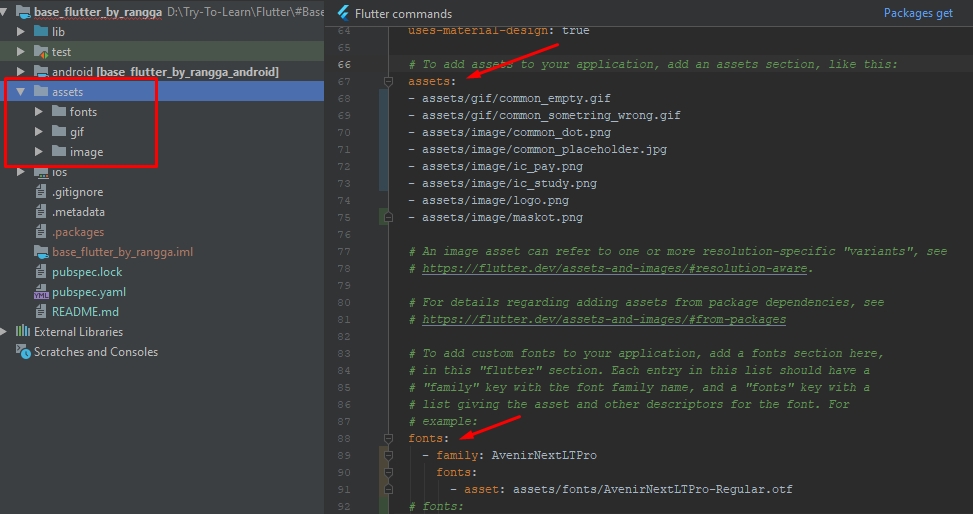 base_flutter_by_rangga D:\Try-To-Learn\Flutter\#Base
lib
test
android [base_flutter_by_rangga_android]
assets
fonts
gif
image
ios
.gitignore
.metadata
.packages
base_flutter_by_rangga.iml
pubspec.lock
pubspec.yaml
README.md
External Libraries
Scratches and Consoles
Flutter commands
Packages get
64 uses-material-design: true
65
66 # To add assets to your application, add an assets section, like this:
67 assets:
68 - assets/gif/common_empty.gif
69 - assets/gif/common_sometring_wrong.gif
70 - assets/image/common_dot.png
71 - assets/image/common_placeholder.jpg
72 - assets/image/ic_pay.png
73 - assets/image/ic_study.png
74 - assets/image/logo.png
75 - assets/image/maskot.png
76
77 # An image asset can refer to one or more resolution-specific "variants", see
78 # https://flutter.dev/assets-and-images/#resolution-aware.
79
80 # For details regarding adding assets from package dependencies, see
81 # https://flutter.dev/assets-and-images/#from-packages
82
83 # To add custom fonts to your application, add a fonts section here,
84 # in this "flutter" section. Each entry in this list should have a
85 # "family" key with the font family name, and a "fonts" key with a
86 # list giving the asset and other descriptors for the font. For
87 # example:
88 fonts:
89 - family: AvenirNextLTPro
90 fonts:
91 - asset: assets/fonts/AvenirNextLTPro-Regular.otf
92 # fonts: